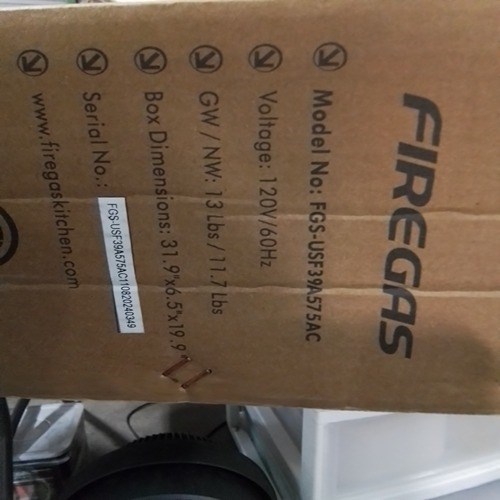 FIREGAS
Model No: FGS-USF39A575AC
Voltage: 120V/60Hz
GW / NW: 13 Lbs / 11.7 Lbs
Box Dimensions: 31.9"x6.5"x19.9"
Serial No.: FGS-USF39A575AC110820240349
www.firegaskitchen.com